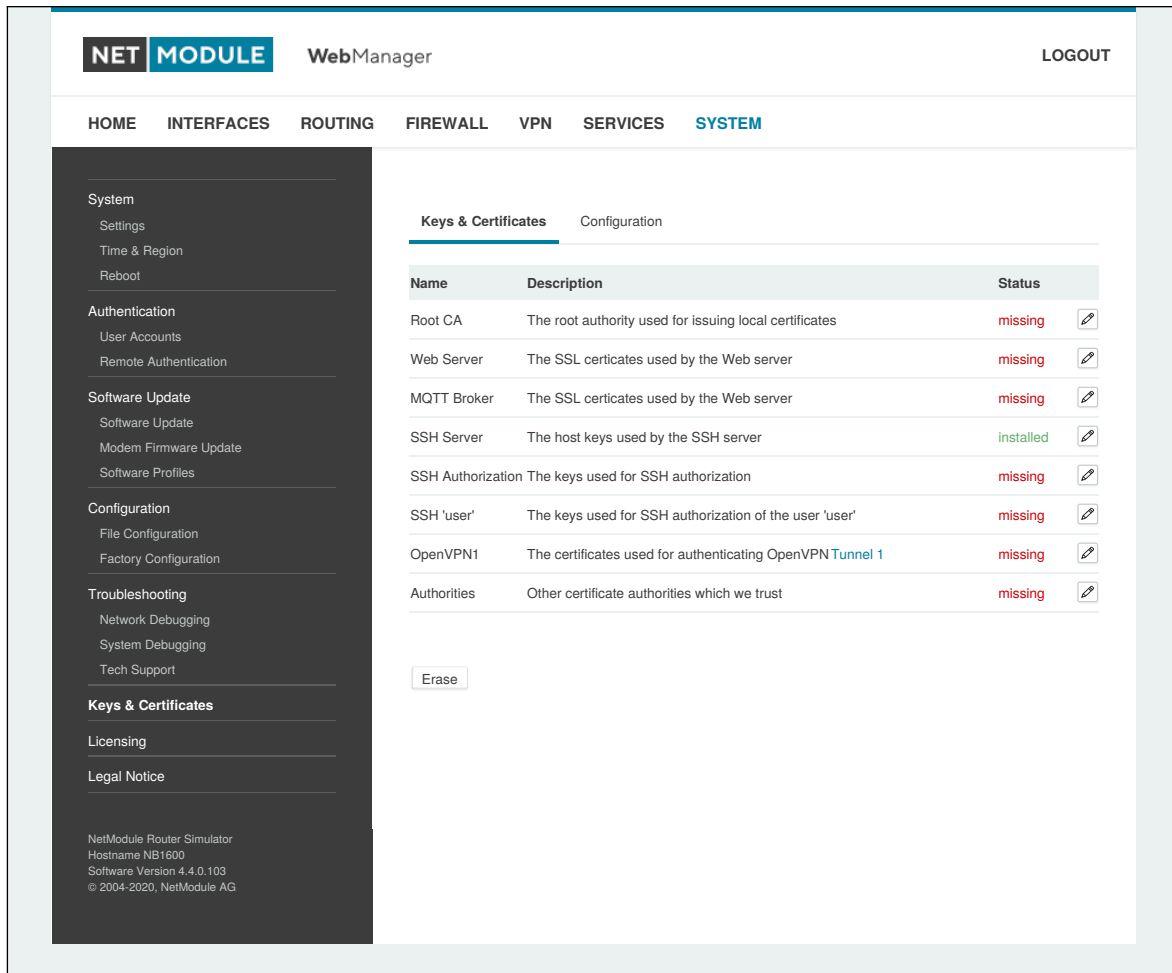 NET MODULE WebManager LOGOUT
HOME INTERFACES ROUTING FIREWALL VPN SERVICES SYSTEM
System
Settings
Time & Region
Reboot
Authentication
User Accounts
Remote Authentication
Software Update
Software Update
Modem Firmware Update
Software Profiles
Configuration
File Configuration
Factory Configuration
Troubleshooting
Network Debugging
System Debugging
Tech Support
Keys & Certificates
Licensing
Legal Notice
NetModule Router Simulator
Hostname NB1600
Software Version 4.4.0.103
© 2004-2020, NetModule AG
Keys & Certificates Configuration
Name Description Status
Root CA The root authority used for issuing local certificates missing
Web Server The SSL certicates used by the Web server missing
MQTT Broker The SSL certicates used by the Web server missing
SSH Server The host keys used by the SSH server installed
SSH Authorization The keys used for SSH authorization missing
SSH 'user' The keys used for SSH authorization of the user 'user' missing
OpenVPN1 The certificates used for authenticating OpenVPN Tunnel 1 missing
Authorities Other certificate authorities which we trust missing
Erase